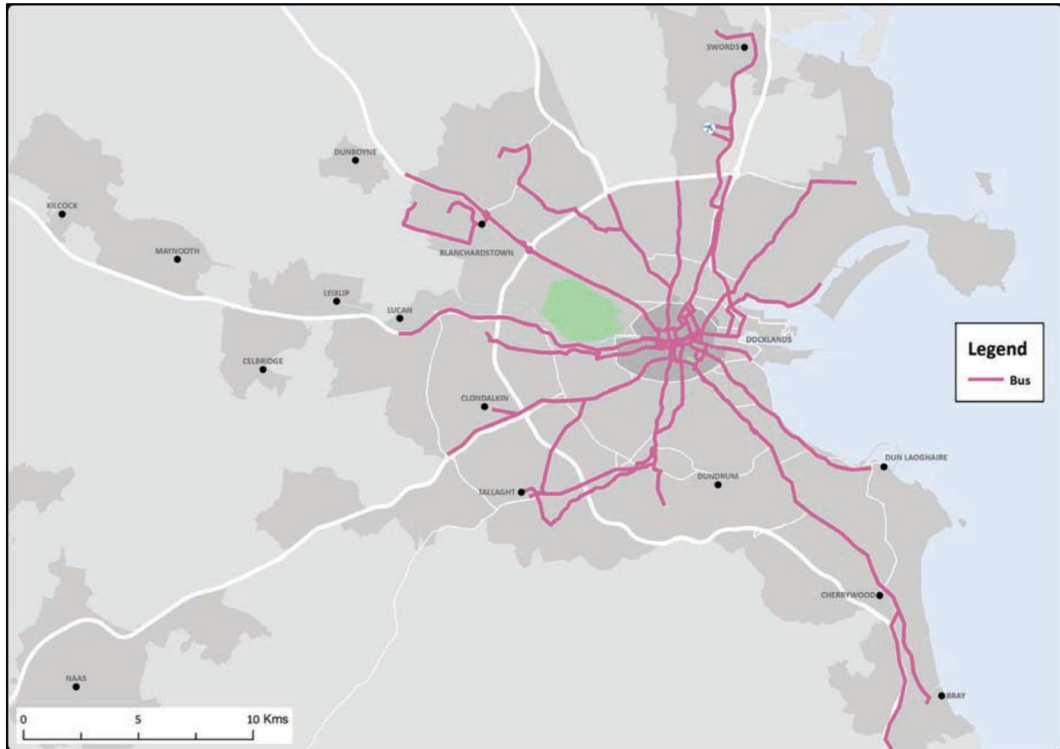 SWORDS
DUNBOYNE
KILCOCK
BLANCHARDSTOWN
MAYNOOTH
LEIXLIP
LUCAN
DOCKLANDS
CELBRIDGE
CLONDALKIN
Legend
Bus
DUN LAOGHAIRE
DUNDRUM
TALLAGHT
CHERRYWOOD
NAAS
BRAY
0 5 10 Kms